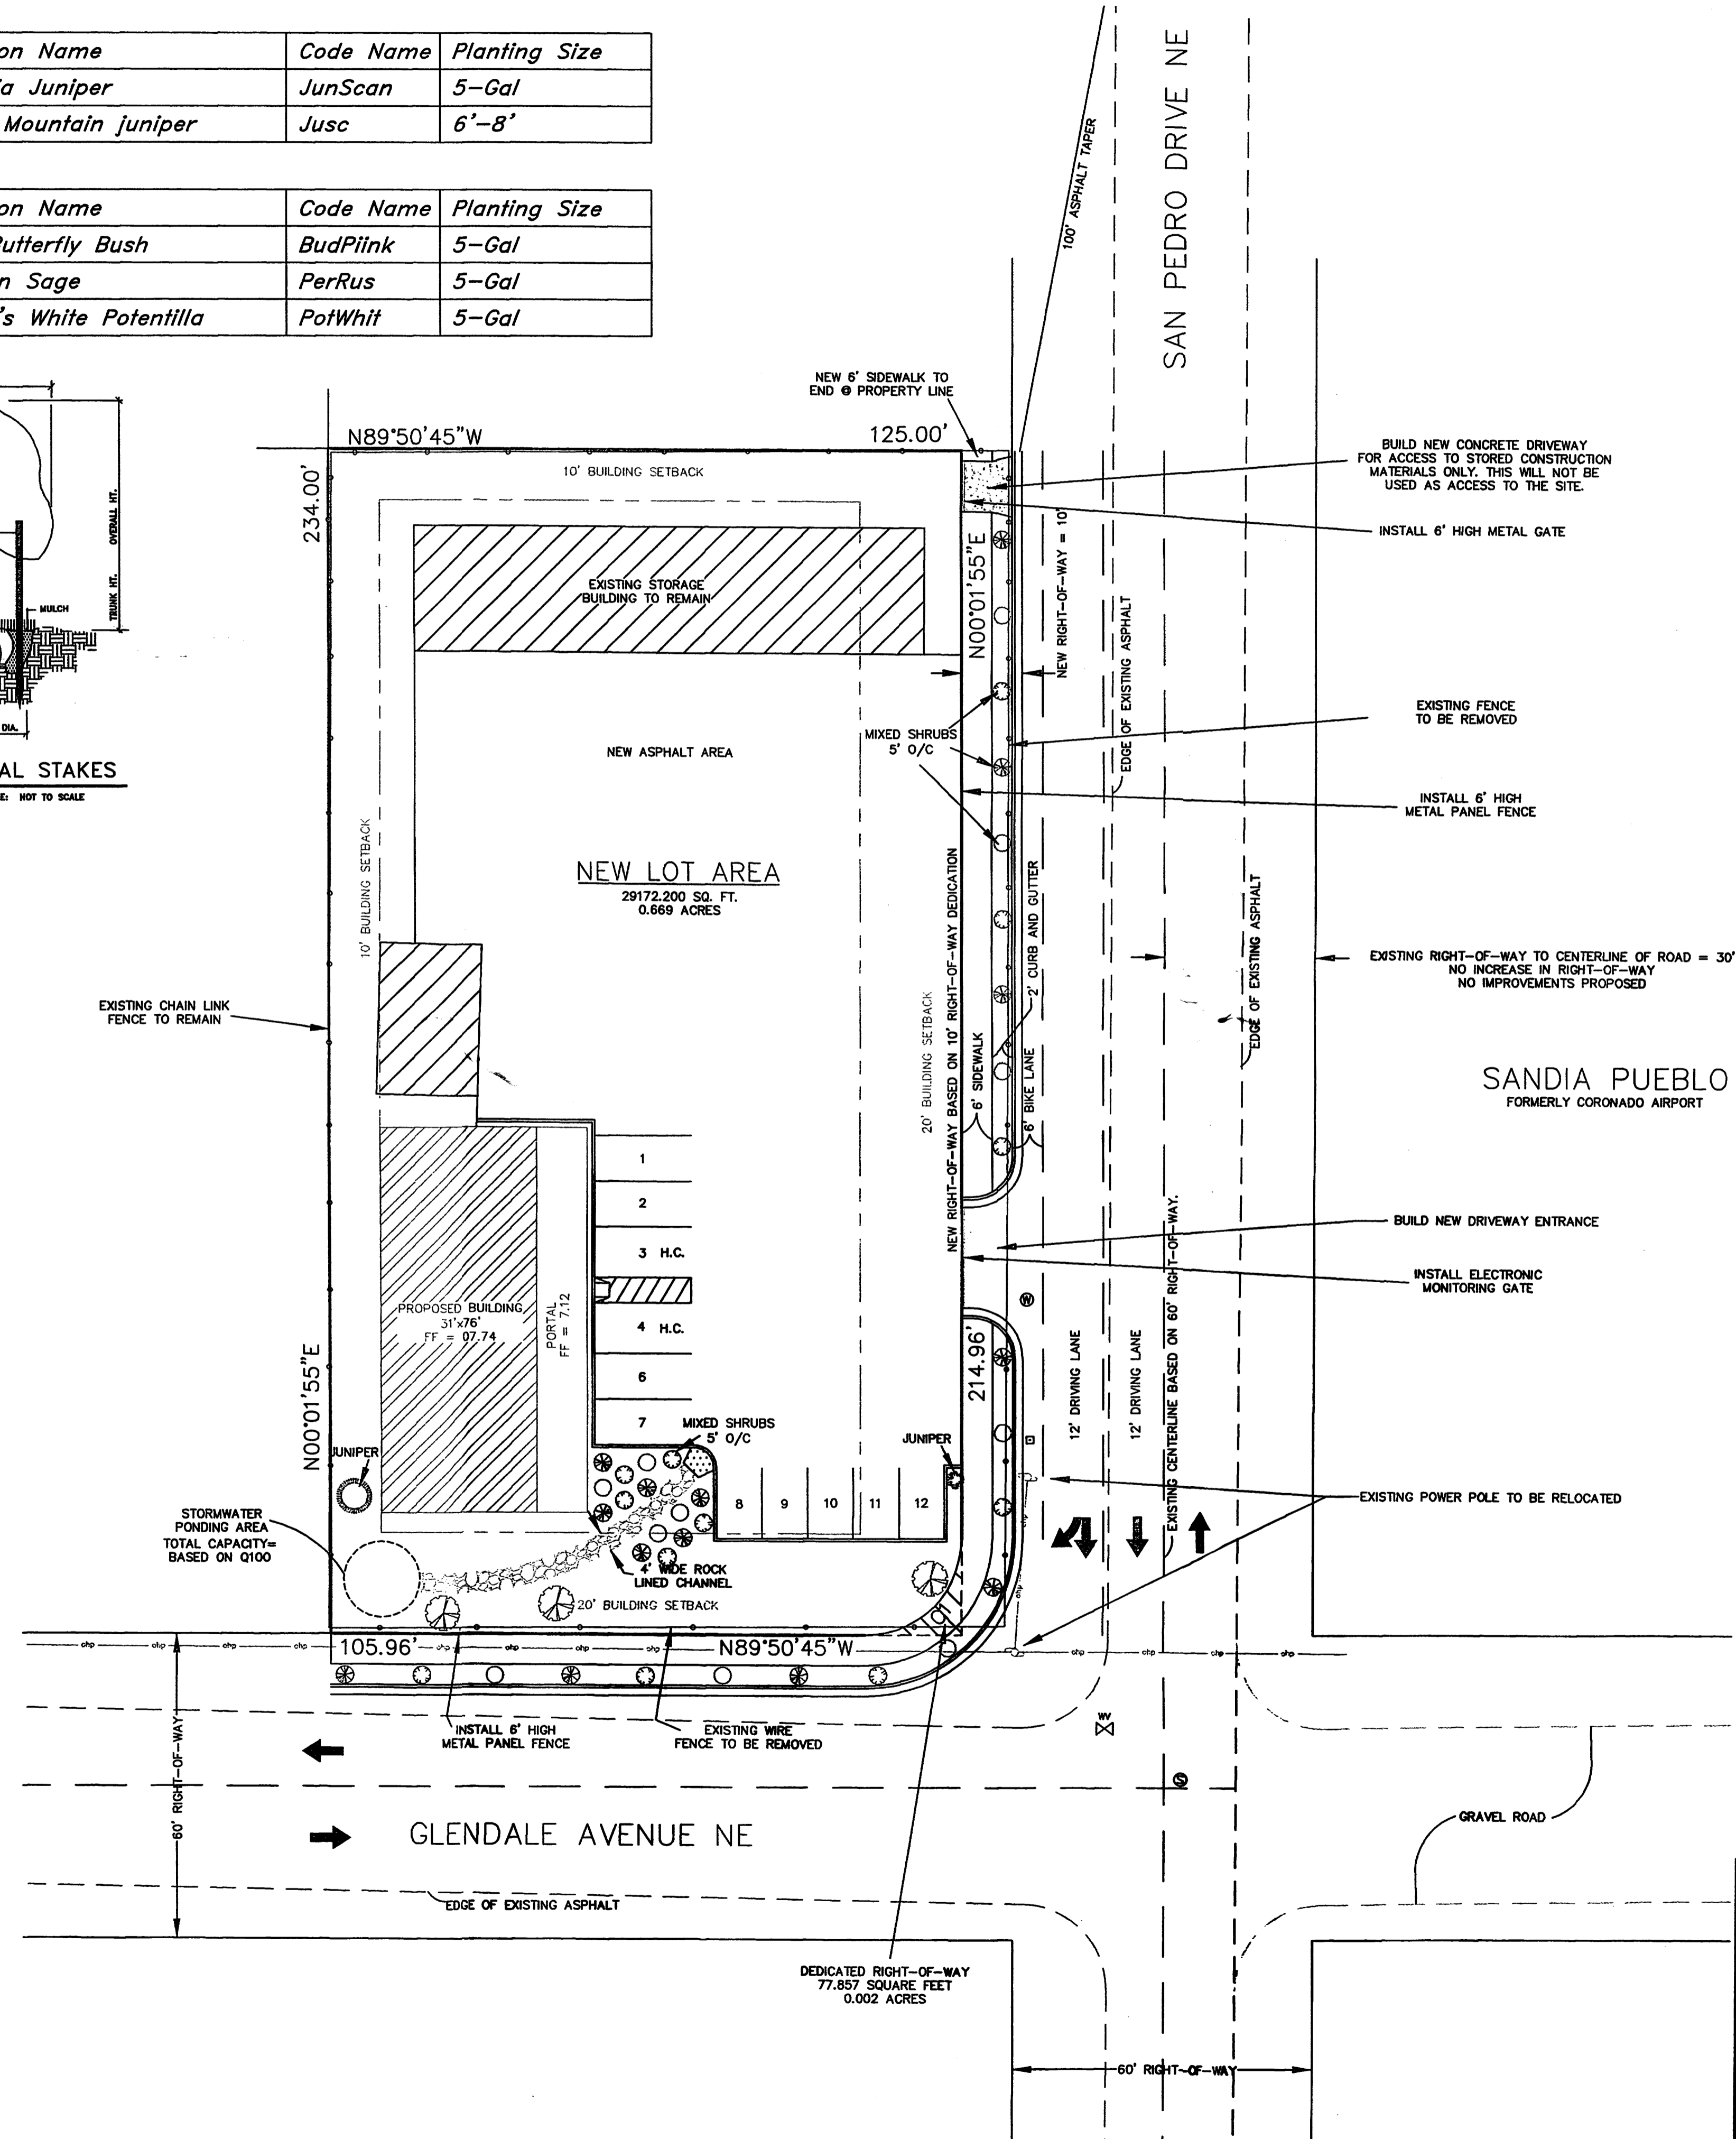 on Name Code Name Planting Size
a Juniper JunScan 5-Gal
Mountain juniper Jusc 6'-8'
on Name Code Name Planting Size
Butterfly Bush BudPiink 5-Gal
n Sage PerRus 5-Gal
's White Potentilla PotWhit 5-Gal
OVERALL HT.
TRUNK HT.
MULCH
DIA.
AL STAKES
E: NOT TO SCALE
100' ASPHALT TAPER
SAN PEDRO DRIVE NE
NEW 6' SIDEWALK TO
END @ PROPERTY LINE
N89°50'45"W
125.00'
234.00'
10' BUILDING SETBACK
BUILD NEW CONCRETE DRIVEWAY
FOR ACCESS TO STORED CONSTRUCTION
MATERIALS ONLY. THIS WILL NOT BE
USED AS ACCESS TO THE SITE.
INSTALL 6' HIGH METAL GATE
EXISTING STORAGE
BUILDING TO REMAIN
N00°01'55"E
NEW RIGHT-OF-WAY = 10'
EDGE OF EXISTING ASPHALT
EXISTING FENCE
TO BE REMOVED
MIXED SHRUBS
5' O/C
NEW ASPHALT AREA
INSTALL 6' HIGH
METAL PANEL FENCE
10' BUILDING SETBACK
NEW LOT AREA
29172.200 SQ. FT.
0.669 ACRES
NEW RIGHT-OF-WAY BASED ON 10' RIGHT-OF-WAY DEDICATION
20' BUILDING SETBACK
2' CURB AND GUTTER
6' SIDEWALK
6' BIKE LANE
EDGE OF EXISTING ASPHALT
EXISTING RIGHT-OF-WAY TO CENTERLINE OF ROAD = 30'
NO INCREASE IN RIGHT-OF-WAY
NO IMPROVEMENTS PROPOSED
EXISTING CHAIN LINK
FENCE TO REMAIN
SANDIA PUEBLO
FORMERLY CORONADO AIRPORT
1
2
3 H.C.
4 H.C.
6
7
PROPOSED BUILDING
31'x76'
FF = 07.74
PORTAL
FF = 7.12
BUILD NEW DRIVEWAY ENTRANCE
INSTALL ELECTRONIC
MONITORING GATE
W
214.96'
12' DRIVING LANE
12' DRIVING LANE
EXISTING CENTERLINE BASED ON 60' RIGHT-OF-WAY.
N00°01'55"E
JUNIPER
MIXED SHRUBS
5' O/C
JUNIPER
8 9 10 11 12
EXISTING POWER POLE TO BE RELOCATED
STORMWATER
PONDING AREA
TOTAL CAPACITY=
BASED ON Q100
4' WIDE ROCK
LINED CHANNEL
20' BUILDING SETBACK
ohp ohp ohp ohp ohp ohp ohp ohp ohp ohp ohp
ohp
105.96'
N89°50'45"W
INSTALL 6' HIGH
METAL PANEL FENCE
EXISTING WIRE
FENCE TO BE REMOVED
WV
S
60' RIGHT-OF-WAY
GLENDALE AVENUE NE
GRAVEL ROAD
EDGE OF EXISTING ASPHALT
DEDICATED RIGHT-OF-WAY
77.857 SQUARE FEET
0.002 ACRES
60' RIGHT-OF-WAY